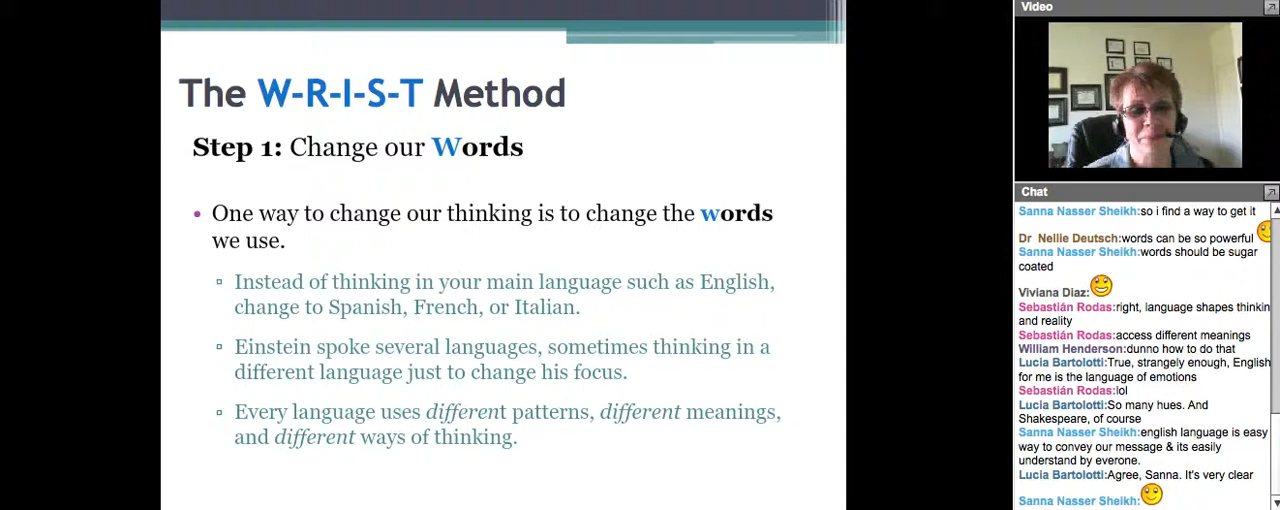 The W-R-I-S-T Method
Step 1: Change our Words
• One way to change our thinking is to change the words
we use.
▫ Instead of thinking in your main language such as English,
change to Spanish, French, or Italian.
▫ Einstein spoke several languages, sometimes thinking in a
different language just to change his focus.
▫ Every language uses different patterns, different meanings,
and different ways of thinking.
Video
Chat
Sanna Nasser Sheikh:so i find a way to get it
Dr Nellie Deutsch:words can be so powerful
Sanna Nasser Sheikh:words should be sugar
coated
Viviana Diaz:
Sebastián Rodas:right, language shapes thinkin
and reality
Sebastián Rodas:access different meanings
William Henderson:dunno how to do that
Lucia Bartolotti:True, strangely enough, English
for me is the language of emotions
Sebastián Rodas:lol
Lucia Bartolotti:So many hues. And
Shakespeare, of course
Sanna Nasser Sheikh:english language is easy
way to convey our message & its easily
understand by everone.
Lucia Bartolotti:Agree, Sanna. It's very clear
Sanna Nasser Sheikh: